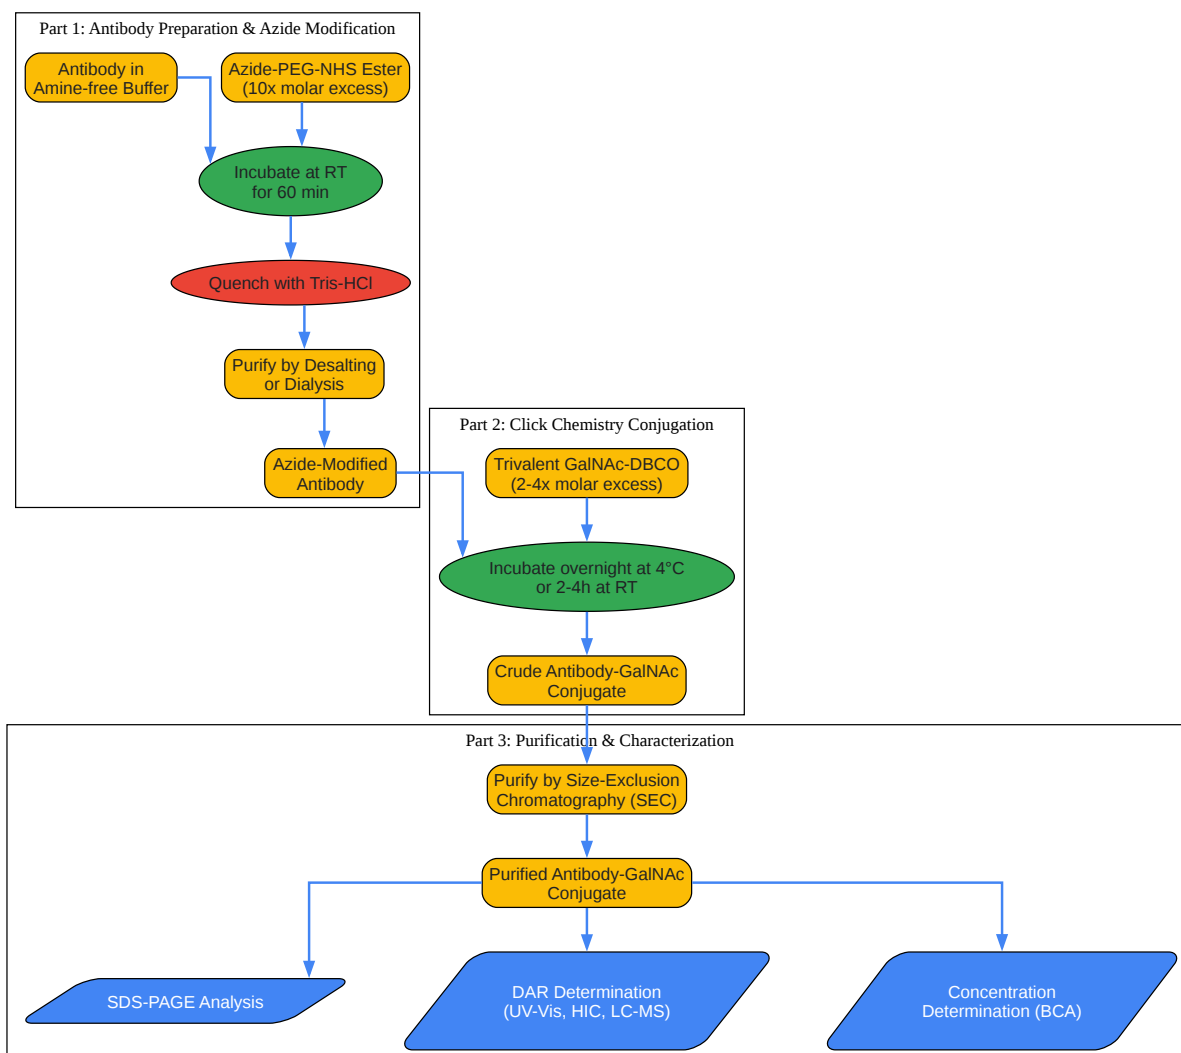 Part 1: Antibody Preparation & Azide Modification
Antibody in
Amine-free Buffer
Azide-PEG-NHS Ester
(10x molar excess)
Incubate at RT
for 60 min
Quench with Tris-HCl
Purify by Desalting
or Dialysis
Azide-Modified
Antibody
Part 2: Click Chemistry Conjugation
Trivalent GalNAc-DBCO
(2-4x molar excess)
Incubate overnight at 4°C
or 2-4h at RT
Crude Antibody-GalNAc
Conjugate
Part 3: Purification & Characterization
Purify by Size-Exclusion
Chromatography (SEC)
Purified Antibody-GalNAc
Conjugate
SDS-PAGE Analysis
DAR Determination
(UV-Vis, HIC, LC-MS)
Concentration
Determination (BCA)